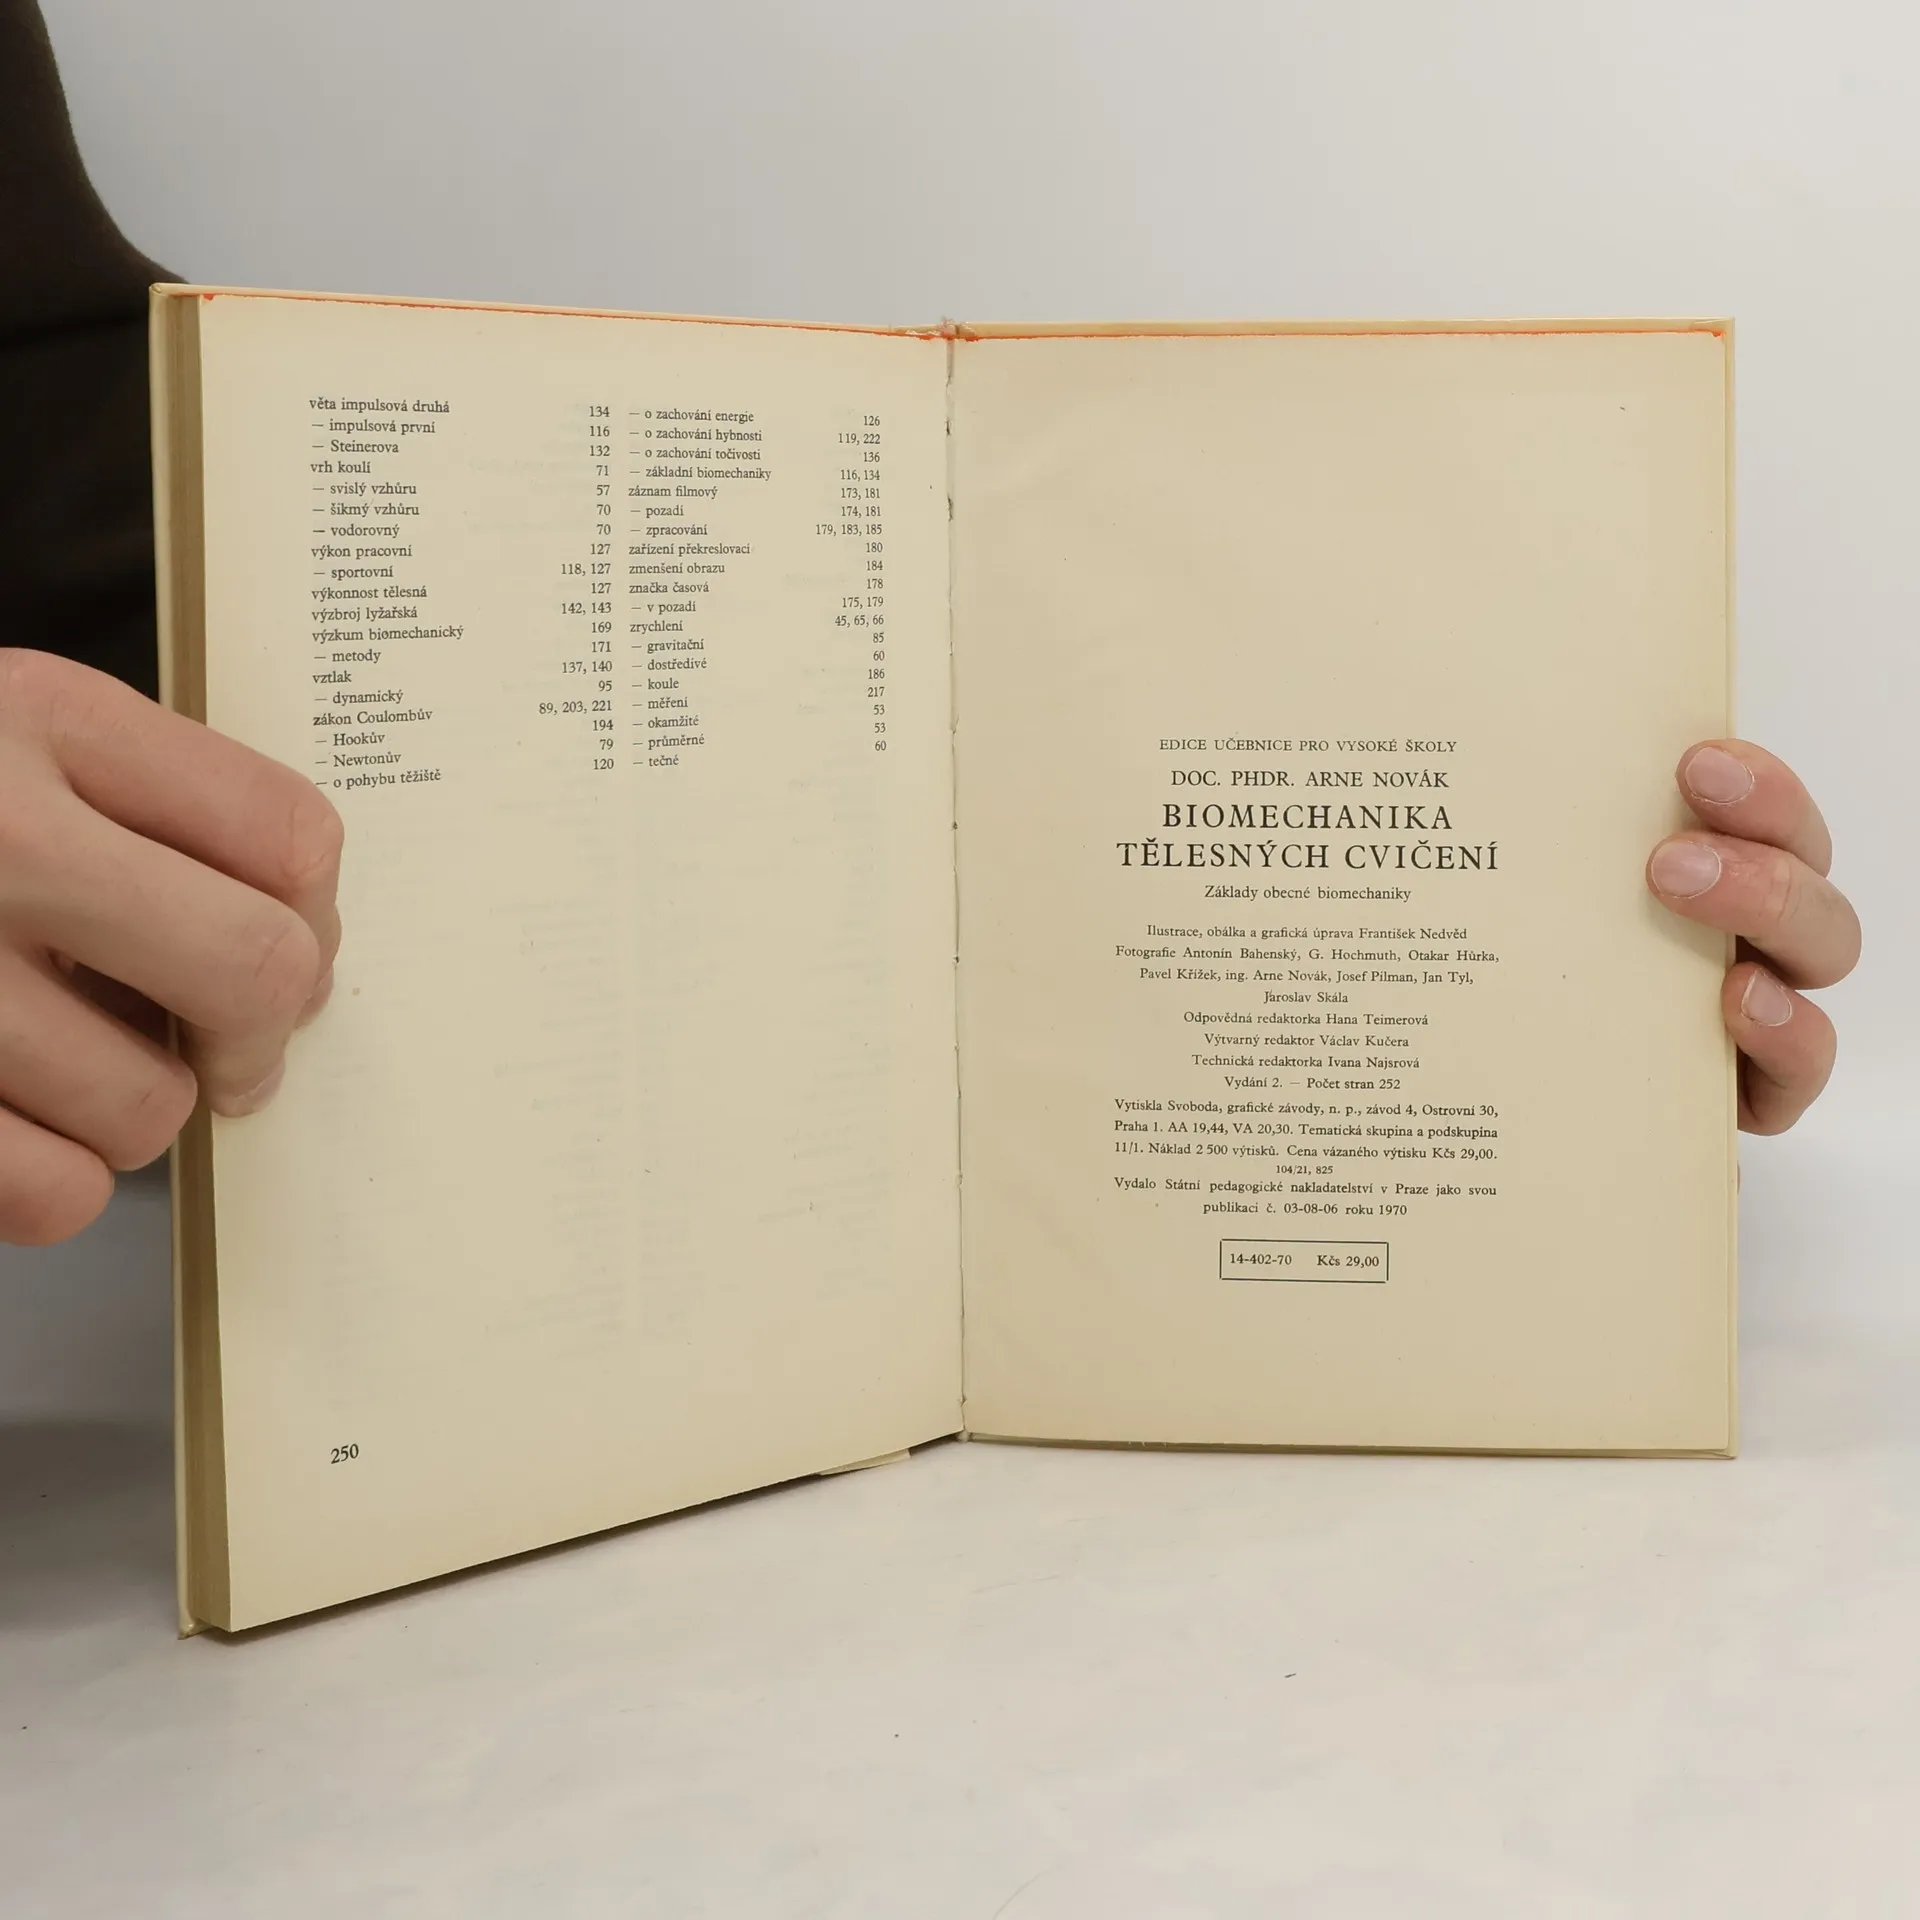 věta impulsová druhá 134
— impulsová první 116
— Steinerova 132
vrh koulí 71
— svislý vzhůru 57
— šikmý vzhůru 70
— vodorovný 70
výkon pracovní 127
— sportovní 118, 127
výkonnost tělesná 127
výzbroj lyžařská 142, 143
výzkum biomechanický 169
— metody 171
vztlak 137, 140
— dynamický 95
zákon Coulombův 89, 203, 221
— Hookův 194
— Newtonův 79
— o pohybu těžiště 120
— o zachování energie 126
— o zachování hybnosti 119, 222
— o zachování točivosti 136
— základní biomechaniky 116, 134
záznam filmový 173, 181
— pozadí 174, 181
— zpracování 179, 183, 185
zařízení překreslovací 180
zmenšení obrazu 184
značka časová 178
— v pozadí 175, 179
zrychlení 45, 65, 66
— gravitační 85
— dostředivé 60
— koule 186
— měření 217
— okamžité 53
— průměrné 53
— tečné 60
250
EDICE UČEBNICE PRO VYSOKÉ ŠKOLY
DOC. PHDR. ARNE NOVÁK
BIOMECHANIKA
TĚLESNÝCH CVIČENÍ
Základy obecné biomechaniky
Ilustrace, obálka a grafická úprava František Nedvěd
Fotografie Antonín Bahenský, G. Hochmuth, Otakar Hůrka,
Pavel Křížek, ing. Arne Novák, Josef Pilman, Jan Tyl,
Jaroslav Skála
Odpovědná redaktorka Hana Teimerová
Výtvarný redaktor Václav Kučera
Technická redaktorka Ivana Najsrová
Vydání 2. — Počet stran 252
Vytiskla Svoboda, grafické závody, n. p., závod 4, Ostrovní 30,
Praha 1. AA 19,44, VA 20,30. Tematická skupina a podskupina
11/1. Náklad 2 500 výtisků. Cena vázaného výtisku Kčs 29,00.
104/21, 825
Vydalo Státní pedagogické nakladatelství v Praze jako svou
publikaci č. 03-08-06 roku 1970
14-402-70 Kčs 29,00